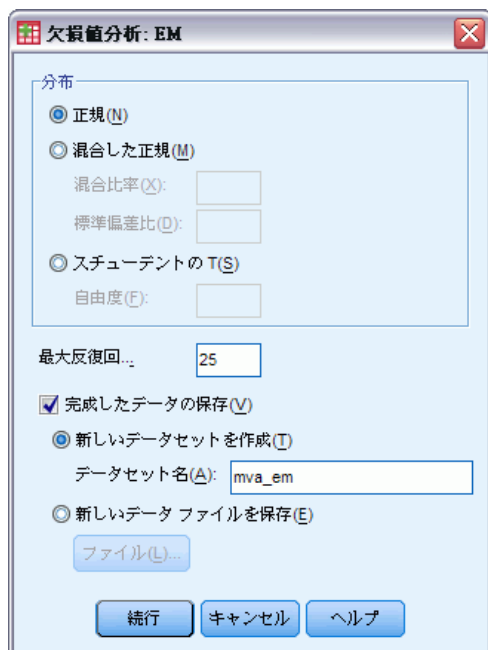 欠損値分析: EM
分布
正規(N)
混合した正規(M)
混合比率(X):
標準偏差比(D):
スチューデントの T(S)
自由度(F):
最大反復回...
25
完成したデータの保存(V)
新しいデータセットを作成(T)
データセット名(A): mva_em
新しいデータ ファイルを保存(E)
ファイル(L)...
続行 キャンセル ヘルプ